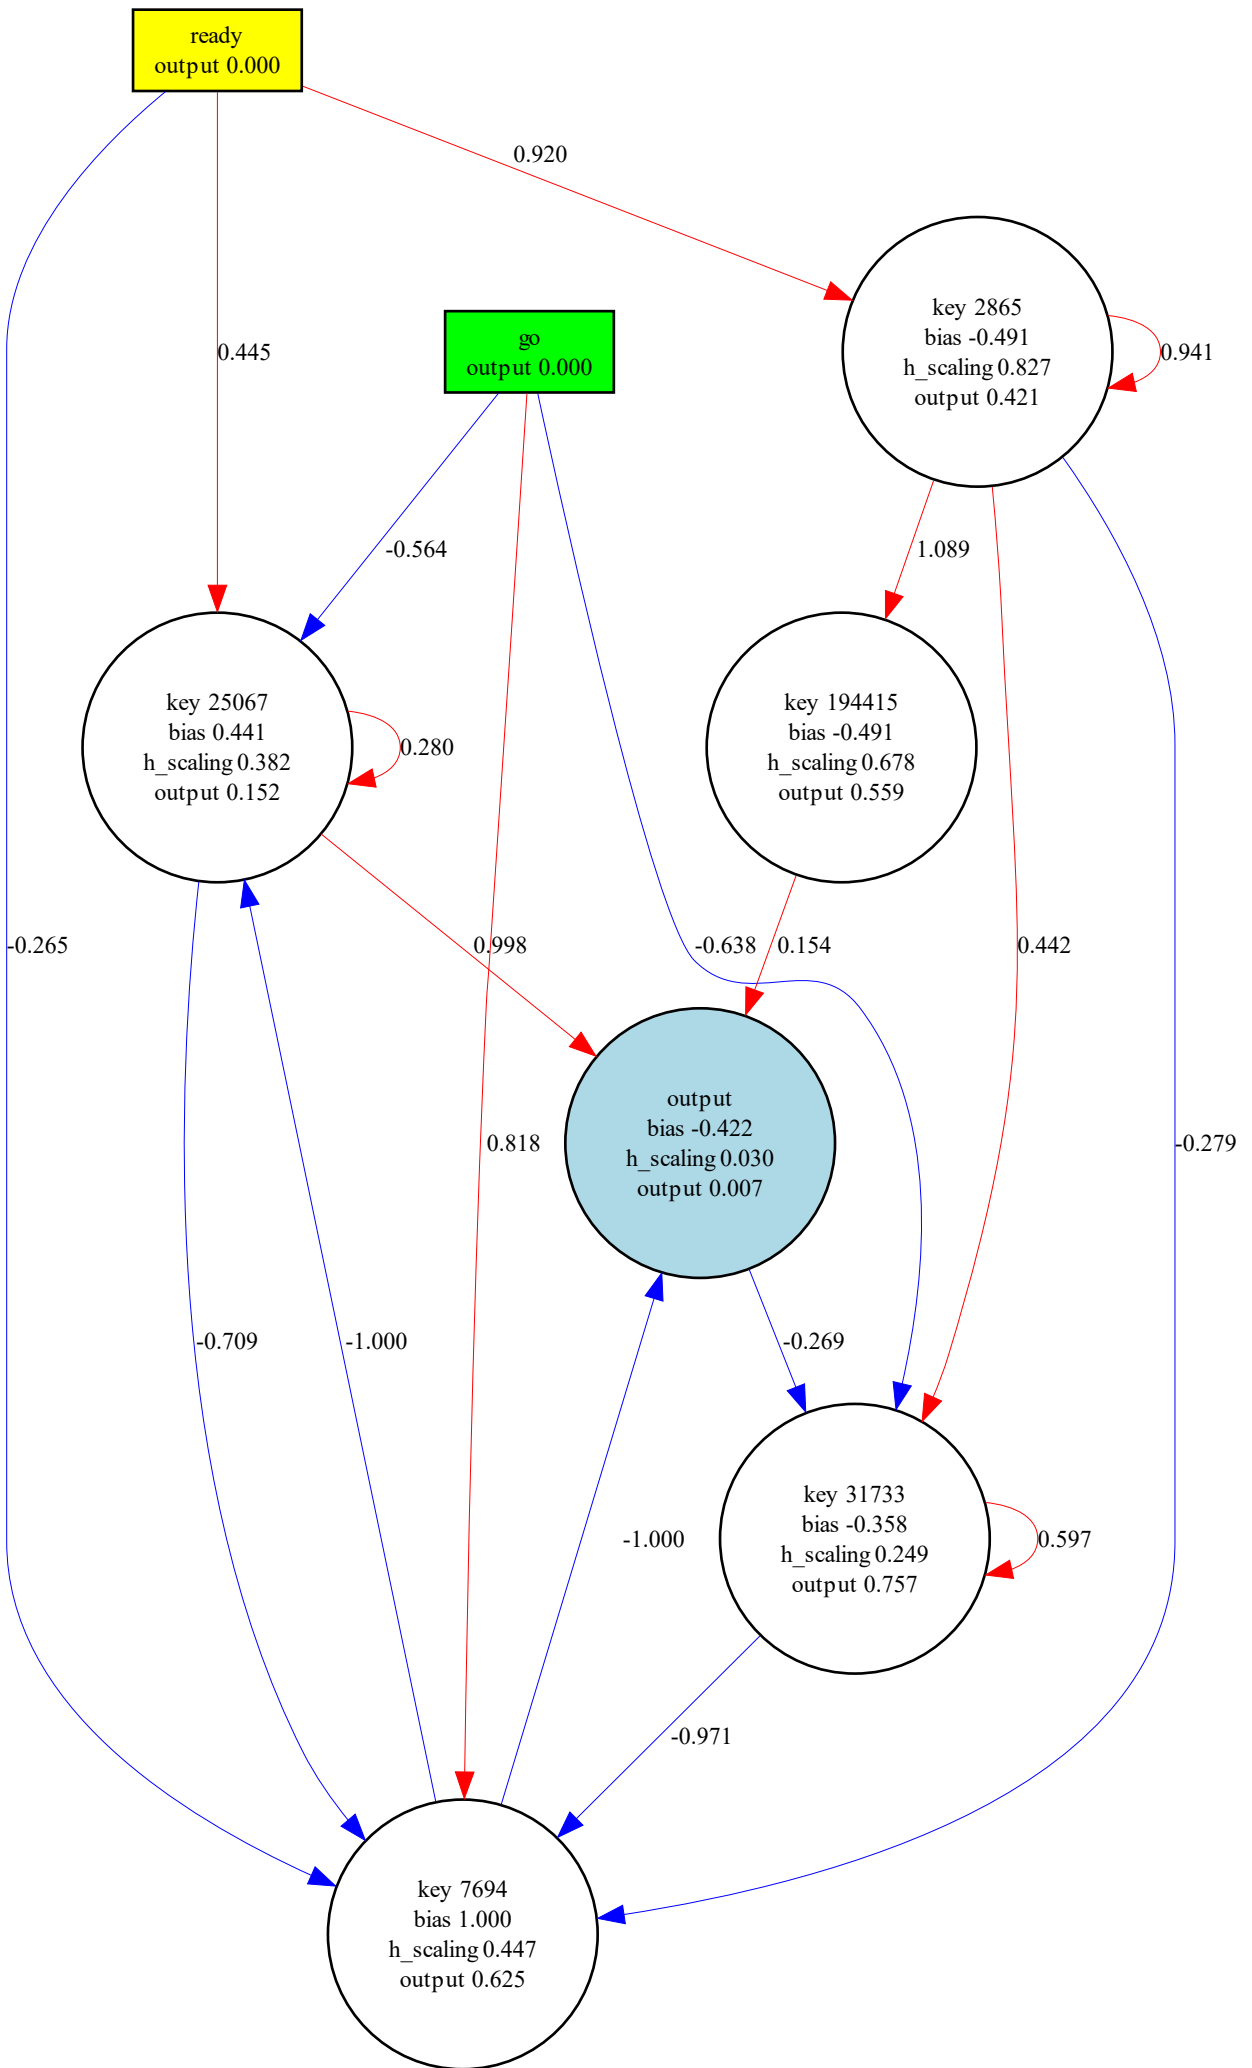 ready
output 0.000
0.920
key 2865
bias -0.491
h_scaling 0.827
output 0.421
0.941
go
output 0.000
0.445
-0.564
1.089
key 25067
bias 0.441
h_scaling 0.382
output 0.152
0.280
key 194415
bias -0.491
h_scaling 0.678
output 0.559
-0.265
0.998
-0.638
0.154
0.442
output
bias -0.422
h_scaling 0.030
output 0.007
0.818
-0.279
-0.709
-1.000
-0.269
key 31733
bias -0.358
h_scaling 0.249
output 0.757
-1.000
0.597
-0.971
key 7694
bias 1.000
h_scaling 0.447
output 0.625